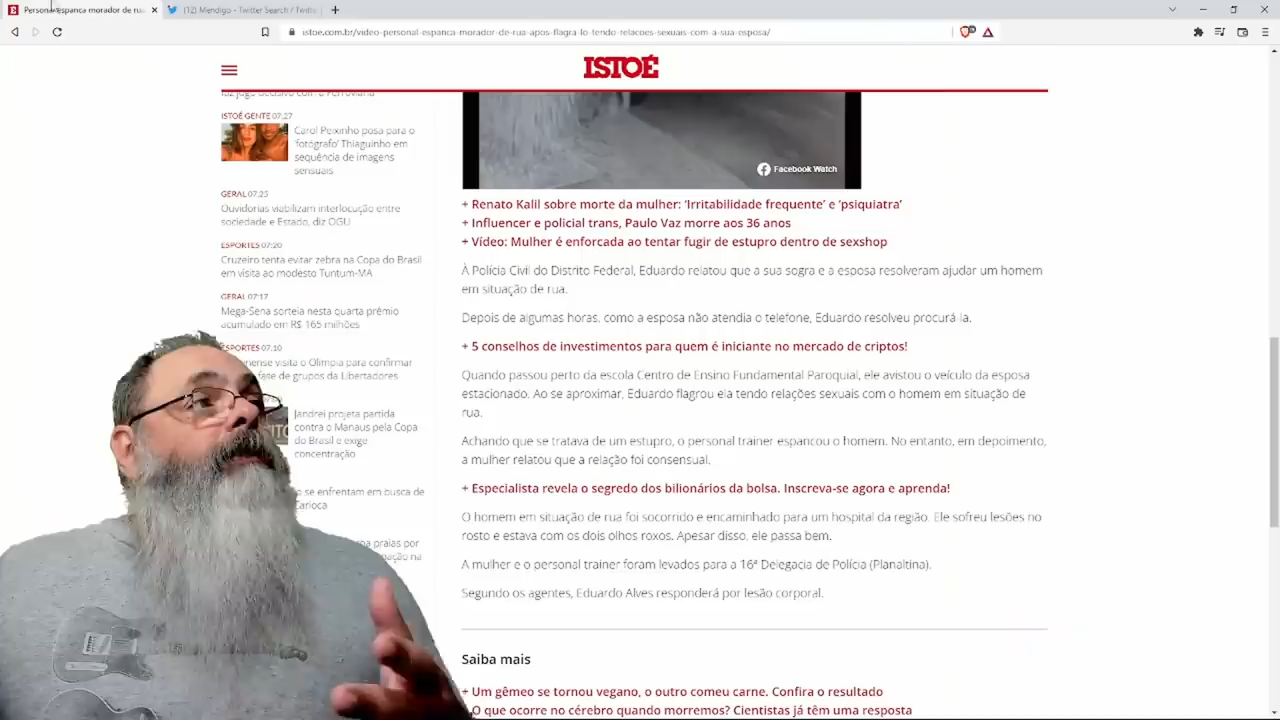 Personal espanca morador de rua
(12) Mendigo - Twitter Search / Twitt
istoe.com.br/video-personal-espanca-morador-de-rua-apos-flagra-lo-tendo-relacoes-sexuais-com-a-sua-esposa/
ISTOÉ
ISTOÉ GENTE 07.27
Carol Peixinho posa para o
'fotógrafo' Thiaguinho em
sequência de imagens
sensuais
GERAL 07.25
Ouvidorias viabilizam interlocução entre
sociedade e Estado, diz OGU
ESPORTES 07:20
Cruzeiro tenta evitar zebra na Copa do Brasil
em visita ao modesto Tuntum-MA
GERAL 07:17
Mega-Sena sorteia nesta quarta prêmio
acumulado em R$ 165 milhões
ESPORTES 07.10
nense visita o Olimpia para confirmar
fase de grupos da Libertadores
Jandrei projeta partida
contra o Manaus pela Copa
do Brasil e exige
concentração
o se enfrentam em busca de
Carioca
praias por
Facebook Watch
+ Renato Kalil sobre morte da mulher: 'Irritabilidade frequente' e 'psiquiatra'
+ Influencer e policial trans, Paulo Vaz morre aos 36 anos
+ Vídeo: Mulher é enforcada ao tentar fugir de estupro dentro de sexshop
À Polícia Civil do Distrito Federal, Eduardo relatou que a sua sogra e a esposa resolveram ajudar um homem
em situação de rua.
Depois de algumas horas, como a esposa não atendia o telefone, Eduardo resolveu procurá-la.
+ 5 conselhos de investimentos para quem é iniciante no mercado de criptos!
Quando passou perto da escola Centro de Ensino Fundamental Paroquial, ele avistou o veículo da esposa
estacionado. Ao se aproximar, Eduardo flagrou ela tendo relações sexuais com o homem em situação de
rua.
Achando que se tratava de um estupro, o personal trainer espancou o homem. No entanto, em depoimento,
a mulher relatou que a relação foi consensual.
+ Especialista revela o segredo dos bilionários da bolsa. Inscreva-se agora e aprenda!
O homem em situação de rua foi socorrido e encaminhado para um hospital da região. Ele sofreu lesões no
rosto e estava com os dois olhos roxos. Apesar disso, ele passa bem.
A mulher e o personal trainer foram levados para a 16ª Delegacia de Polícia (Planaltina).
Segundo os agentes, Eduardo Alves responderá por lesão corporal.
Saiba mais
+ Um gêmeo se tornou vegano, o outro comeu carne. Confira o resultado
+ O que ocorre no cérebro quando morremos? Cientistas já têm uma resposta